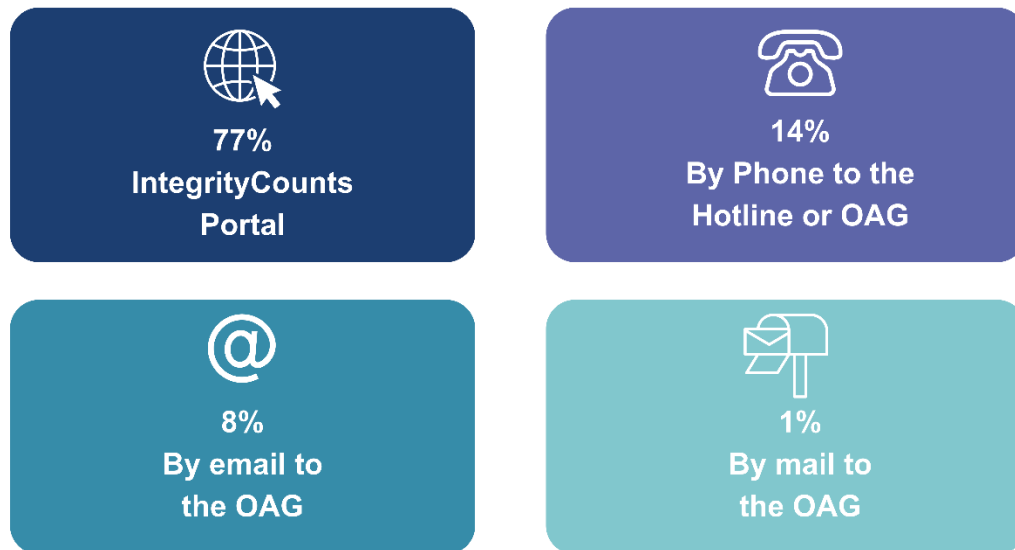 77%
IntegrityCounts
Portal
14%
By Phone to the
Hotline or OAG
@
8%
By email to
the OAG
1%
By mail to
the OAG